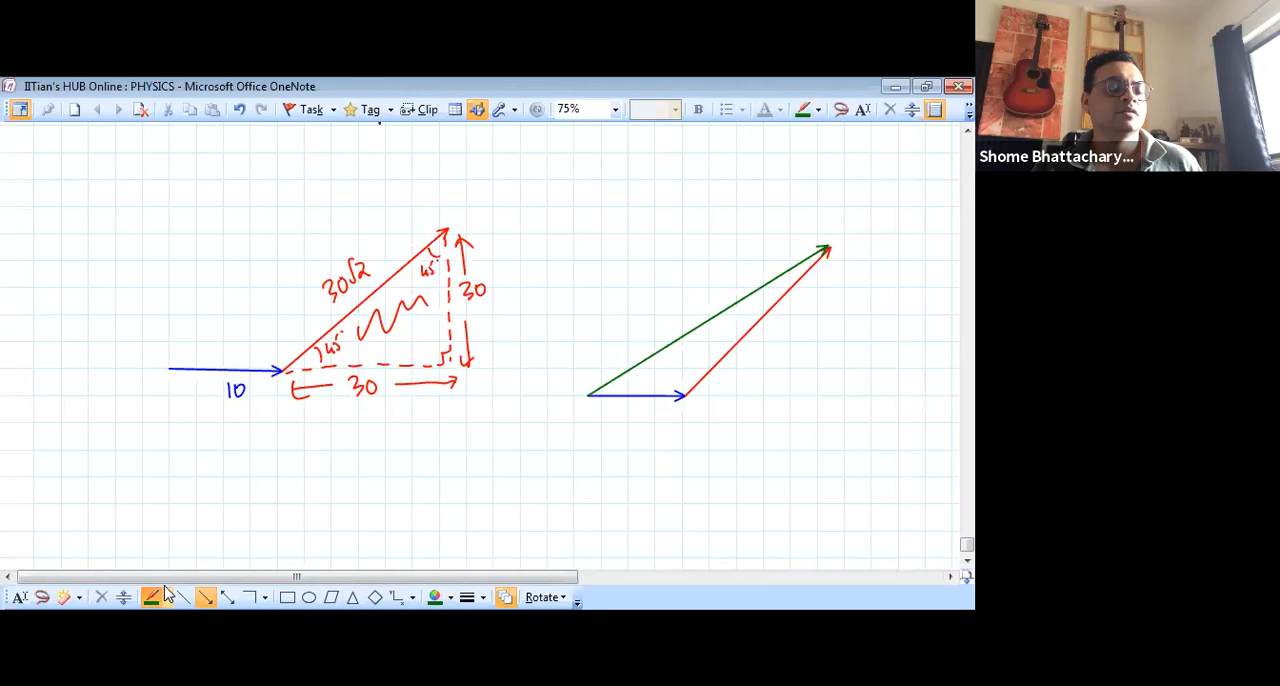 IITian's HUB Online : PHYSICS - Microsoft Office OneNote
Task Tag Clip 75% B A A
Shome Bhattachary...
30√2
45°
30
45°
10
30
A Rotate